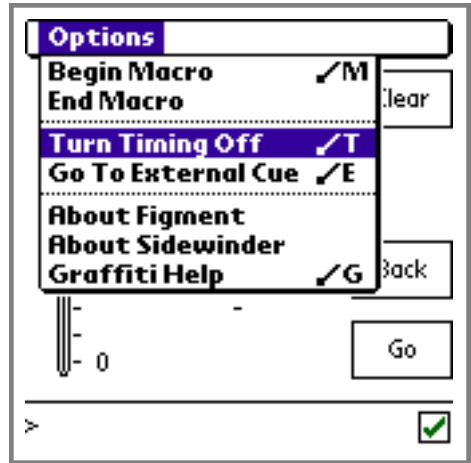 Options
Begin Macro ✓M
End Macro
Turn Timing Off ✓T
Go To External Cue ✓E
About Figment
About Sidewinder
Graffiti Help ✓G
lear
Back
- 0
Go
>